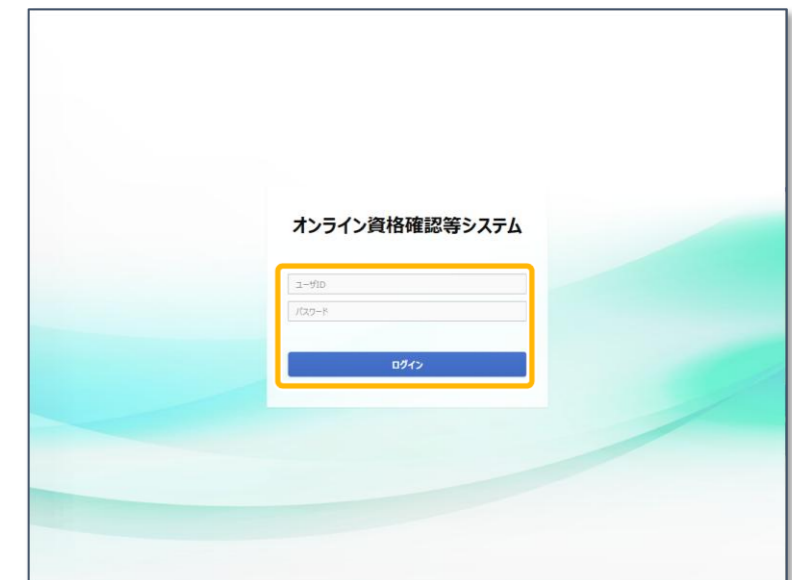 オンライン資格確認等システム
ユーザID
パスワード
ログイン